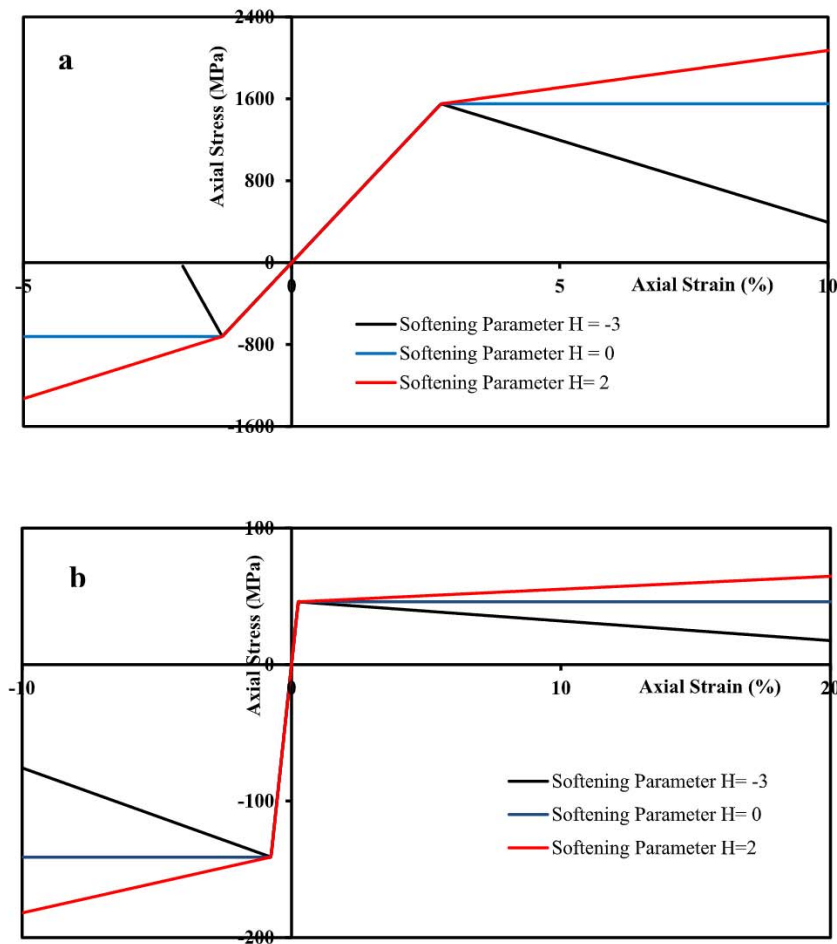 2400
a
Axial Stress (MPa)
1600
800
0
-5
0
5
Axial Strain (%)
10
Softening Parameter H = -3
-800
Softening Parameter H = 0
Softening Parameter H= 2
-1600
100
b
Axial Stress (MPa)
0
-10
0
10
Axial Strain (%)
20
Softening Parameter H= -3
-100
Softening Parameter H= 0
Softening Parameter H=2
-200